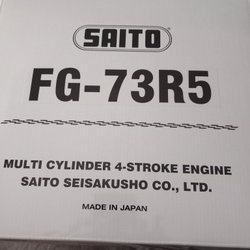 SAITO
FG-73R5
MULTI CYLINDER 4-STROKE ENGINE
SAITO SEISAKUSHO CO., LTD.
MADE IN JAPAN